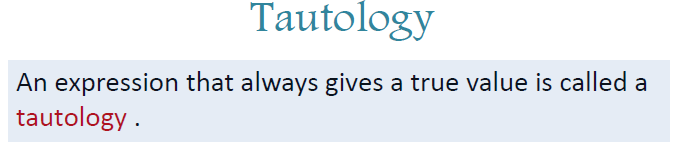 Tautology
An expression that always gives a true value is called a
tautology .